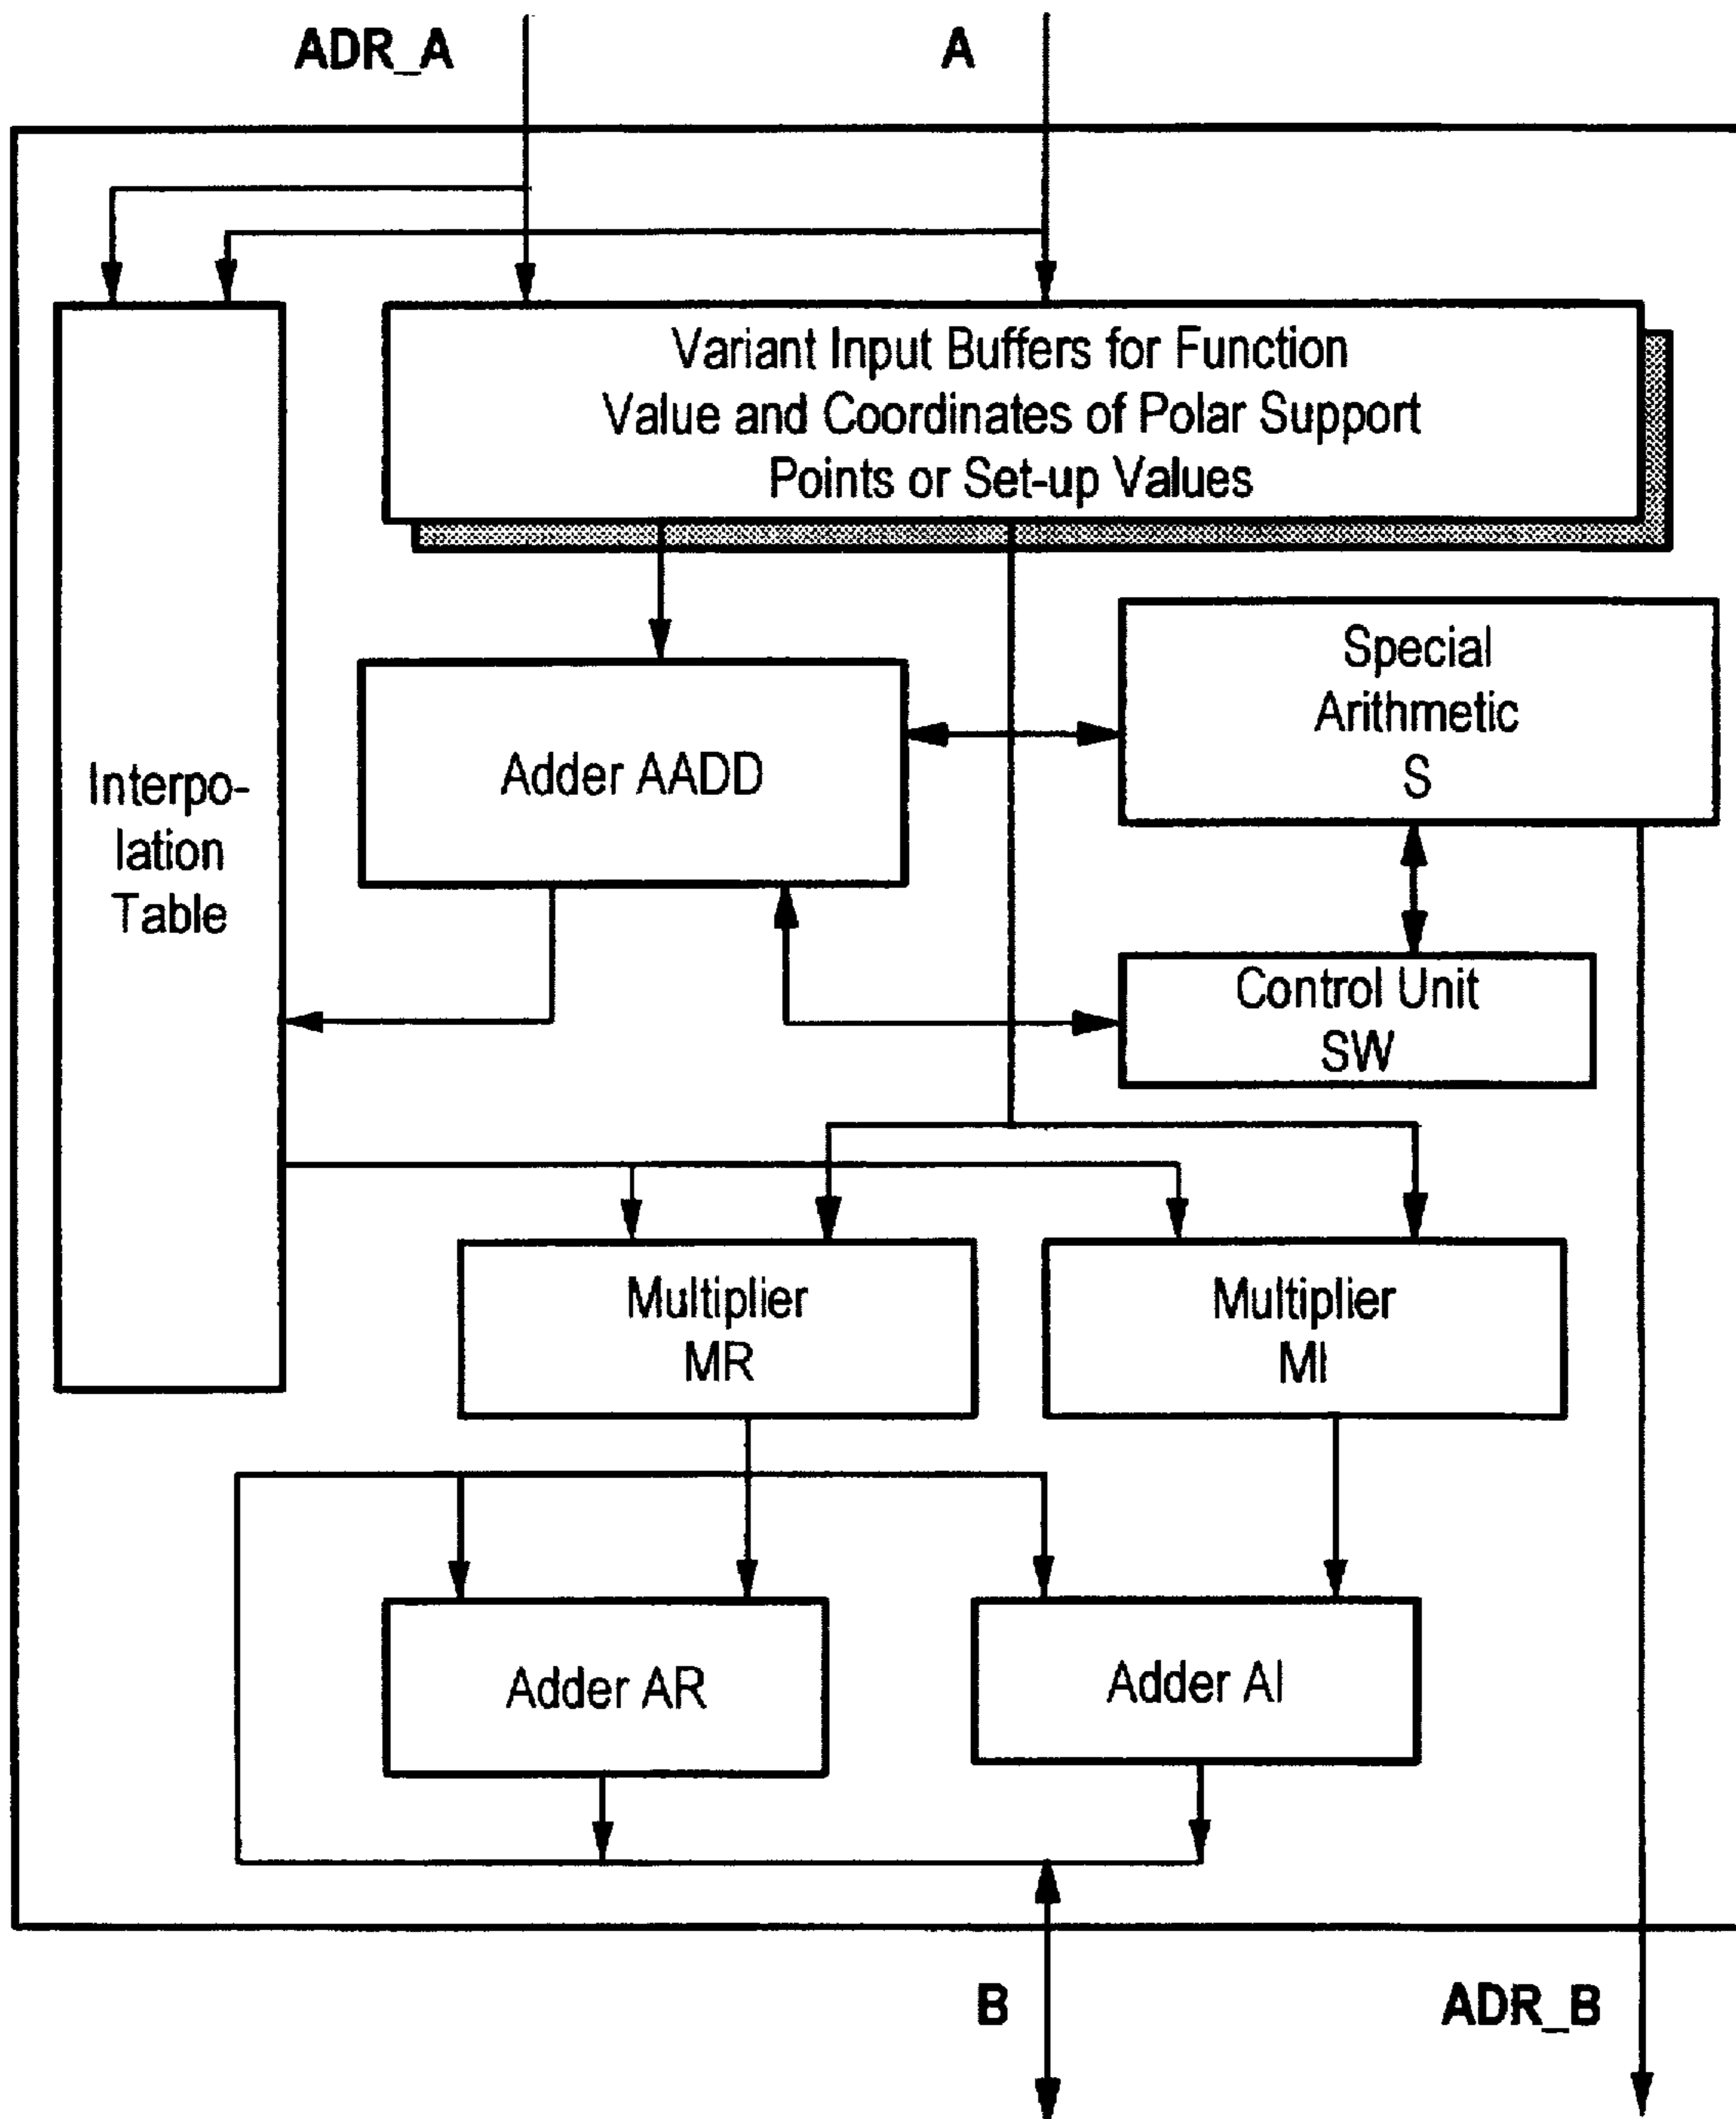 ADR_A
A
Variant Input Buffers for Function
Value and Coordinates of Polar Support
Points or Set-up Values
Special
Arithmetic
S
Adder AADD
Interpo-
lation
Table
Control Unit
SW
Multiplier
MR
Multiplier
MI
Adder AR
Adder AI
B
ADR_B